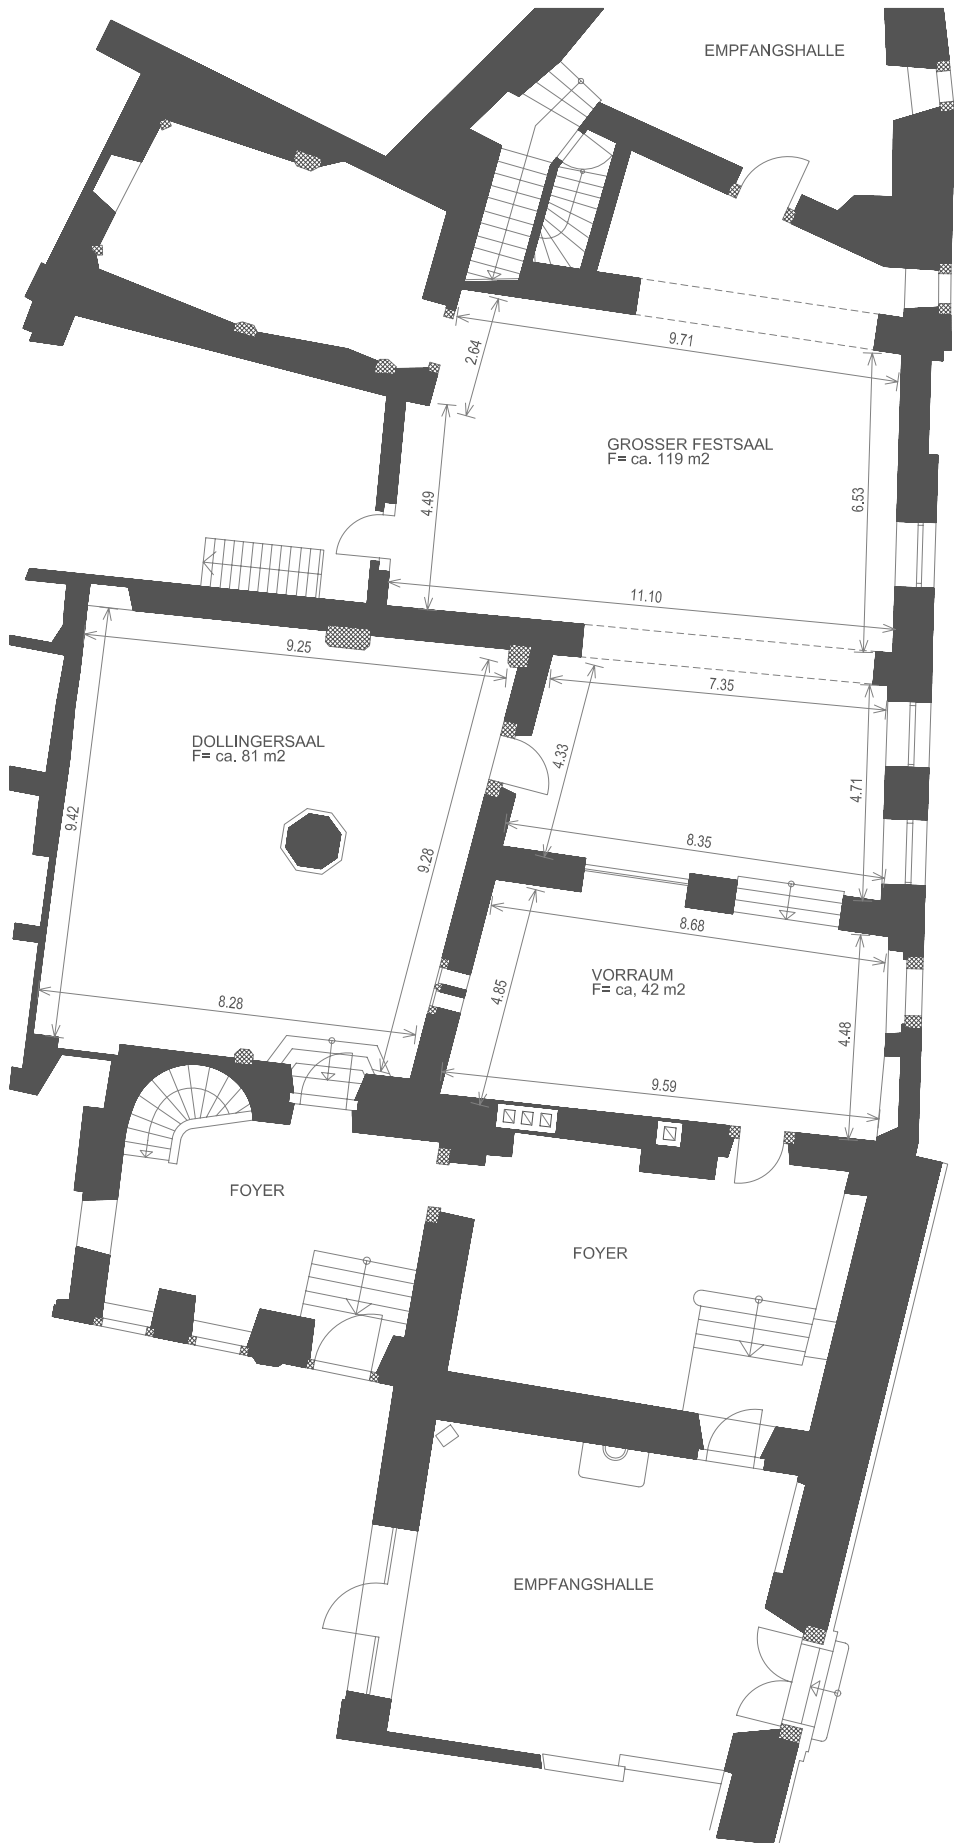 EMPFANGSHALLE
9.71
2.64
GROSSER FESTSAAL
F= ca. 119 m2
4.49
6.53
11.10
9.25
7.35
DOLLINGERSAAL
F= ca. 81 m2
4.33
4.71
9.42
9.28
8.35
8.68
VORRAUM
F= ca, 42 m2
4.85
8.28
4.48
9.59
FOYER
FOYER
EMPFANGSHALLE